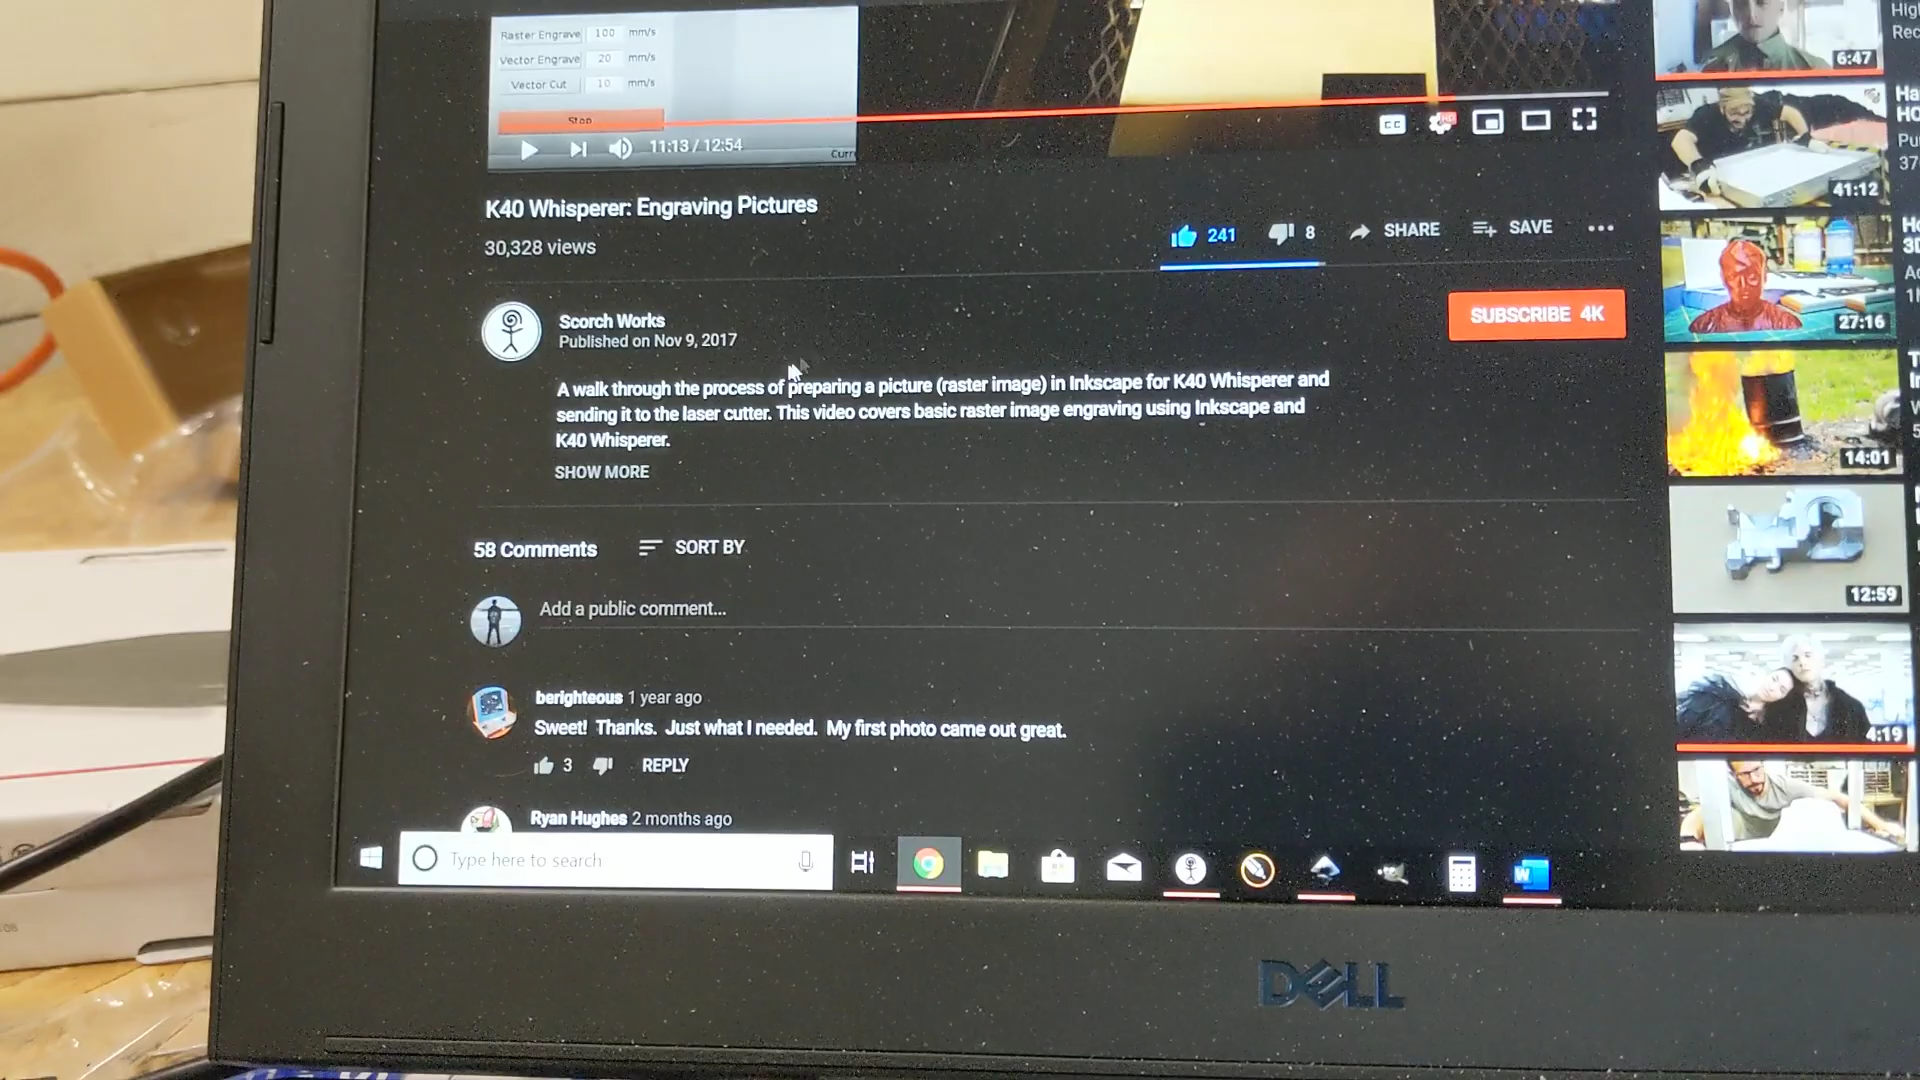 Raster Engrave 100 mm/s
Vector Engrave 20 mm/s
Vector Cut 10 mm/s
Stop
11:13 / 12:54
CC
HD
K40 Whisperer: Engraving Pictures
30,328 views
241
8
SHARE
SAVE
Scorch Works
Published on Nov 9, 2017
SUBSCRIBE 4K
A walk through the process of preparing a picture (raster image) in Inkscape for K40 Whisperer and
sending it to the laser cutter. This video covers basic raster image engraving using Inkscape and
K40 Whisperer.
SHOW MORE
58 Comments
SORT BY
Add a public comment...
berighteous 1 year ago
Sweet! Thanks. Just what I needed. My first photo came out great.
3
REPLY
Ryan Hughes 2 months ago
Type here to search
W
6:47
41:12
27:16
14:01
12:59
4:19
DELL